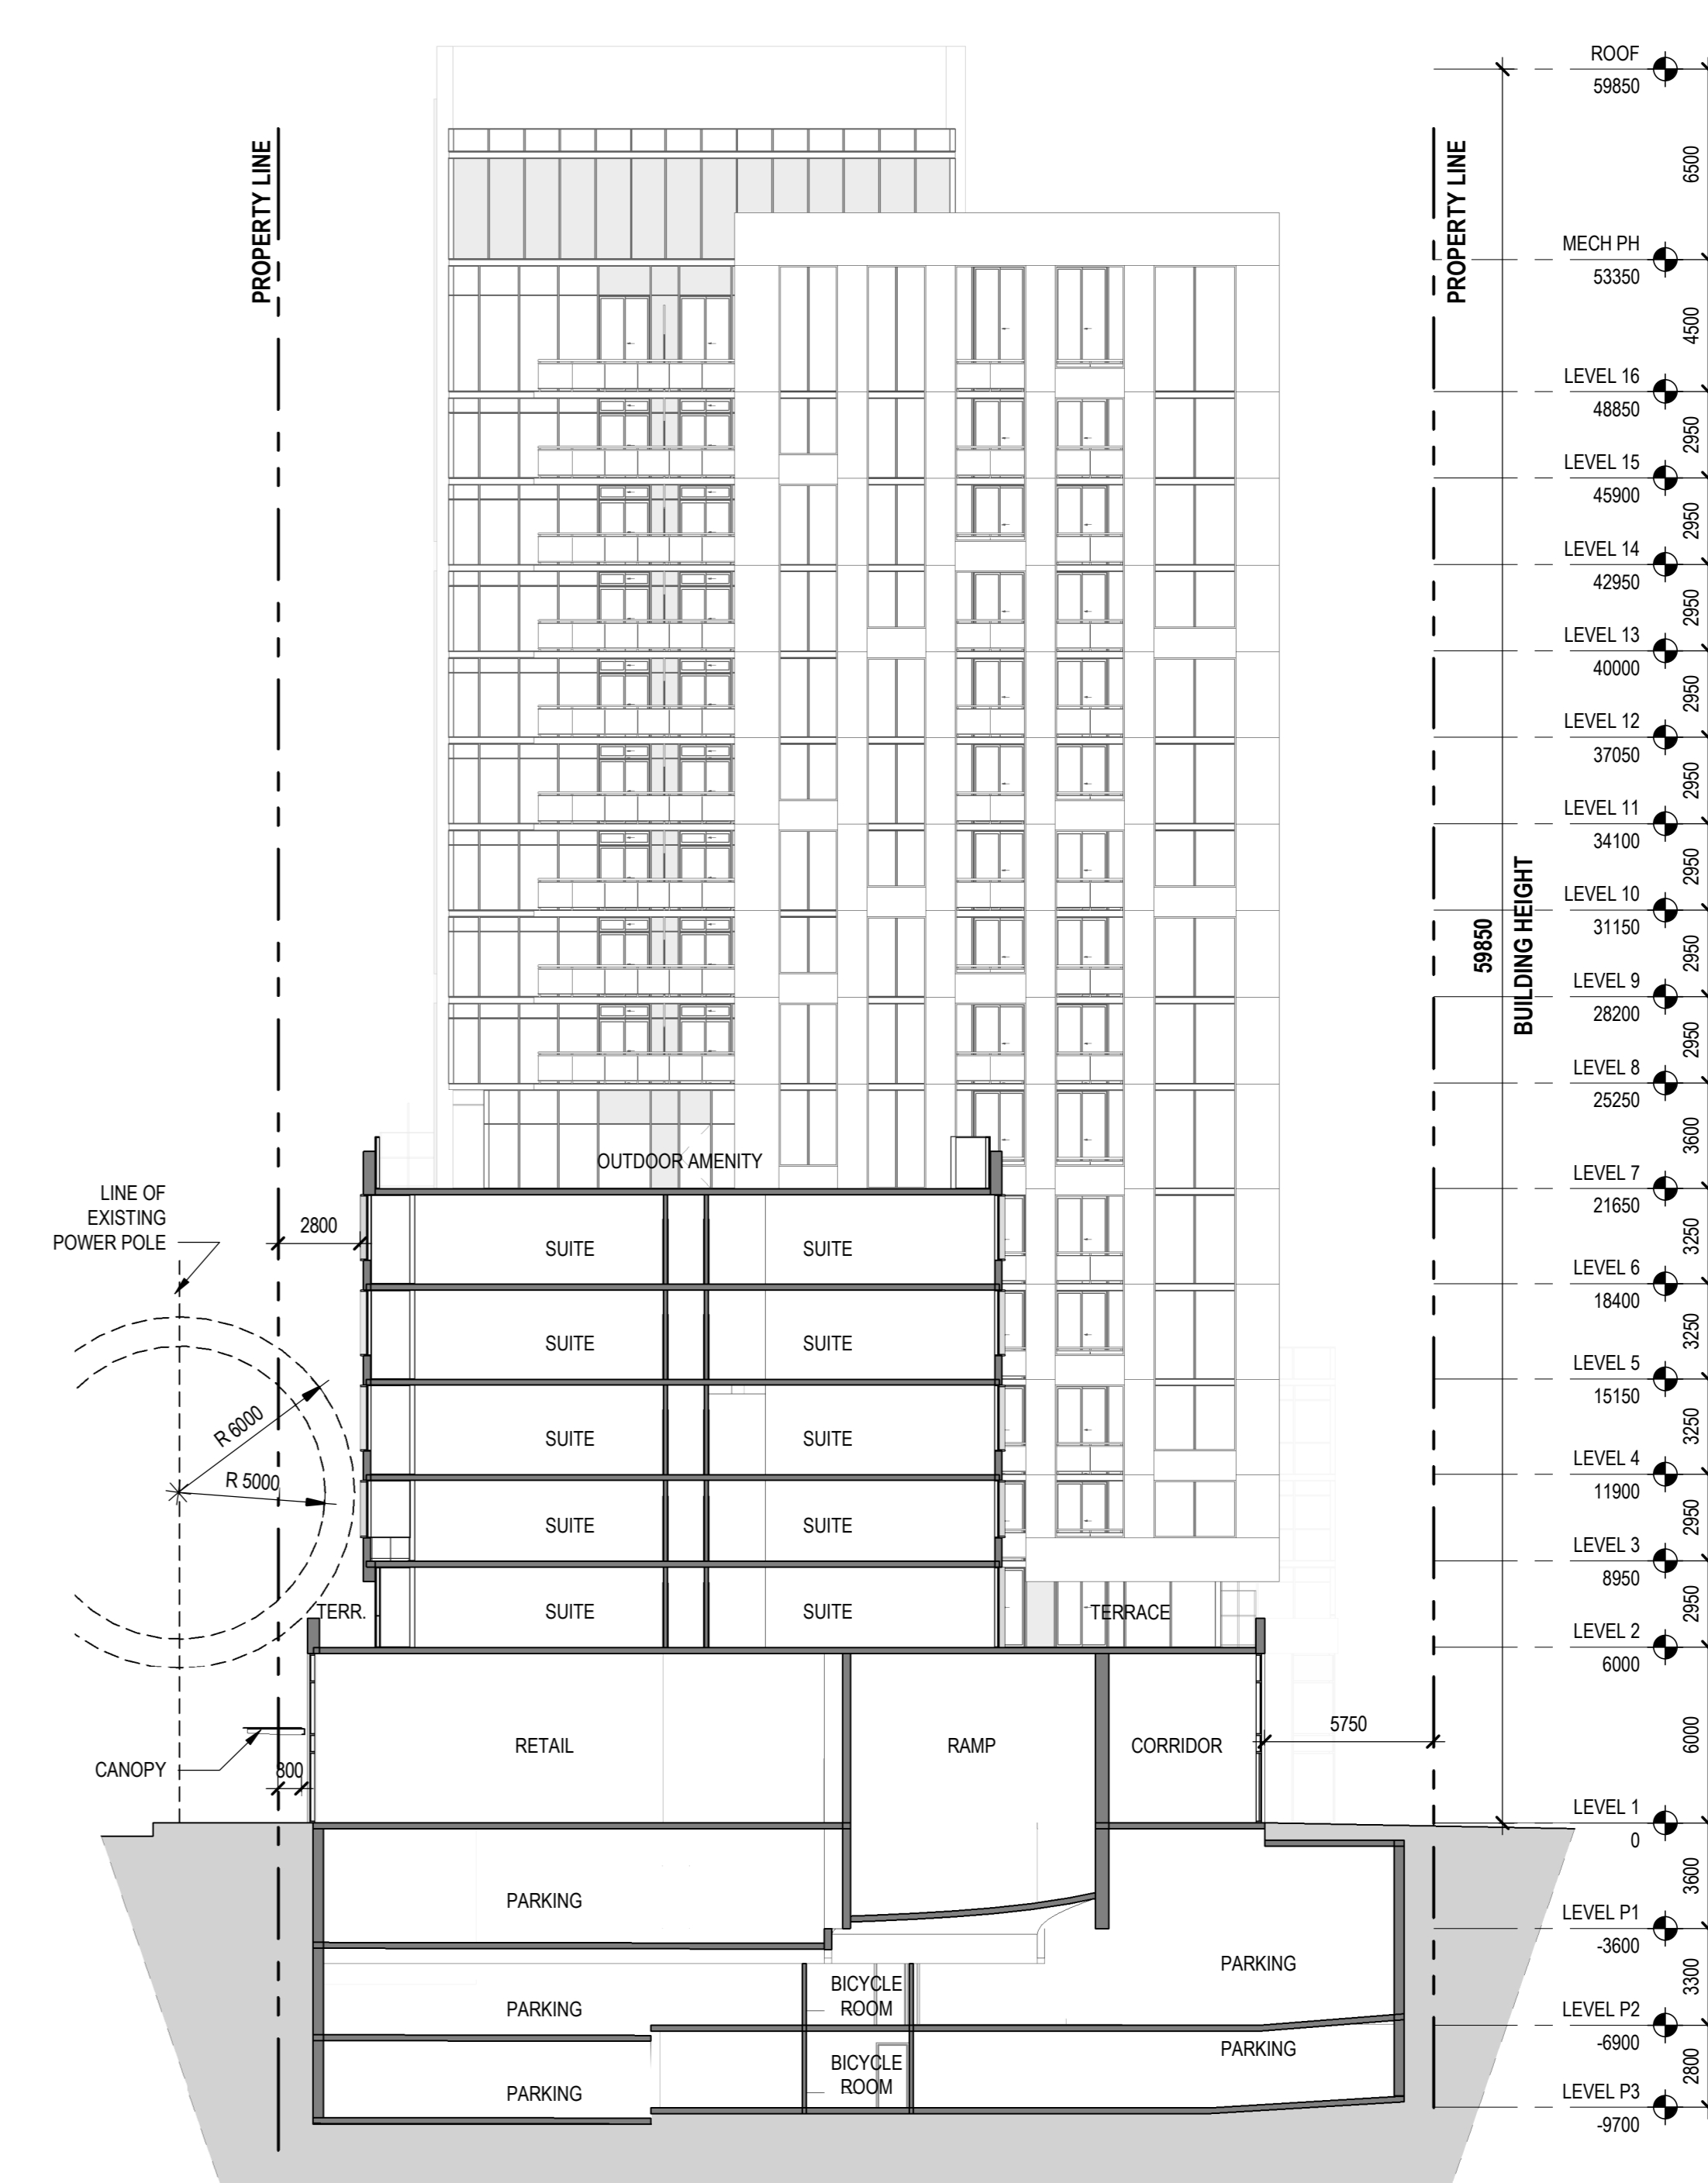 ROOF
59850
6500
PROPERTY LINE
PROPERTY LINE
MECH PH
53350
4500
LEVEL 16
48850
2950
LEVEL 15
45900
2950
LEVEL 14
42950
2950
LEVEL 13
40000
2950
LEVEL 12
37050
2950
LEVEL 11
34100
2950
LEVEL 10
31150
2950
59850
BUILDING HEIGHT
LEVEL 9
28200
2950
LEVEL 8
25250
3600
OUTDOOR AMENITY
LEVEL 7
21650
LINE OF
EXISTING
POWER POLE
2800
SUITE
SUITE
3250
LEVEL 6
18400
SUITE
SUITE
3250
LEVEL 5
15150
R 6000
SUITE
SUITE
3250
LEVEL 4
11900
R 5000
SUITE
SUITE
2950
LEVEL 3
8950
TERR.
SUITE
SUITE
TERRACE
2950
LEVEL 2
6000
RETAIL
RAMP
CORRIDOR
5750
6000
CANOPY
800
LEVEL 1
0
3600
PARKING
LEVEL P1
-3600
PARKING
3300
PARKING
BICYCLE
ROOM
LEVEL P2
-6900
PARKING
2800
PARKING
BICYCLE
ROOM
LEVEL P3
-9700